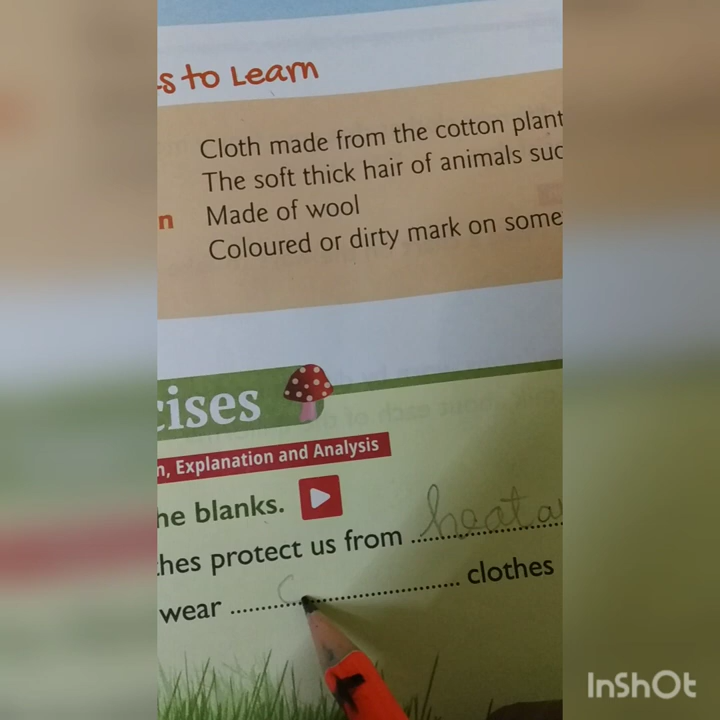 s to Learn
Cloth made from the cotton plant
The soft thick hair of animals suc
n Made of wool
Coloured or dirty mark on some
cises
n, Explanation and Analysis
he blanks.
hes protect us from heat a
wear c clothes
InShOt